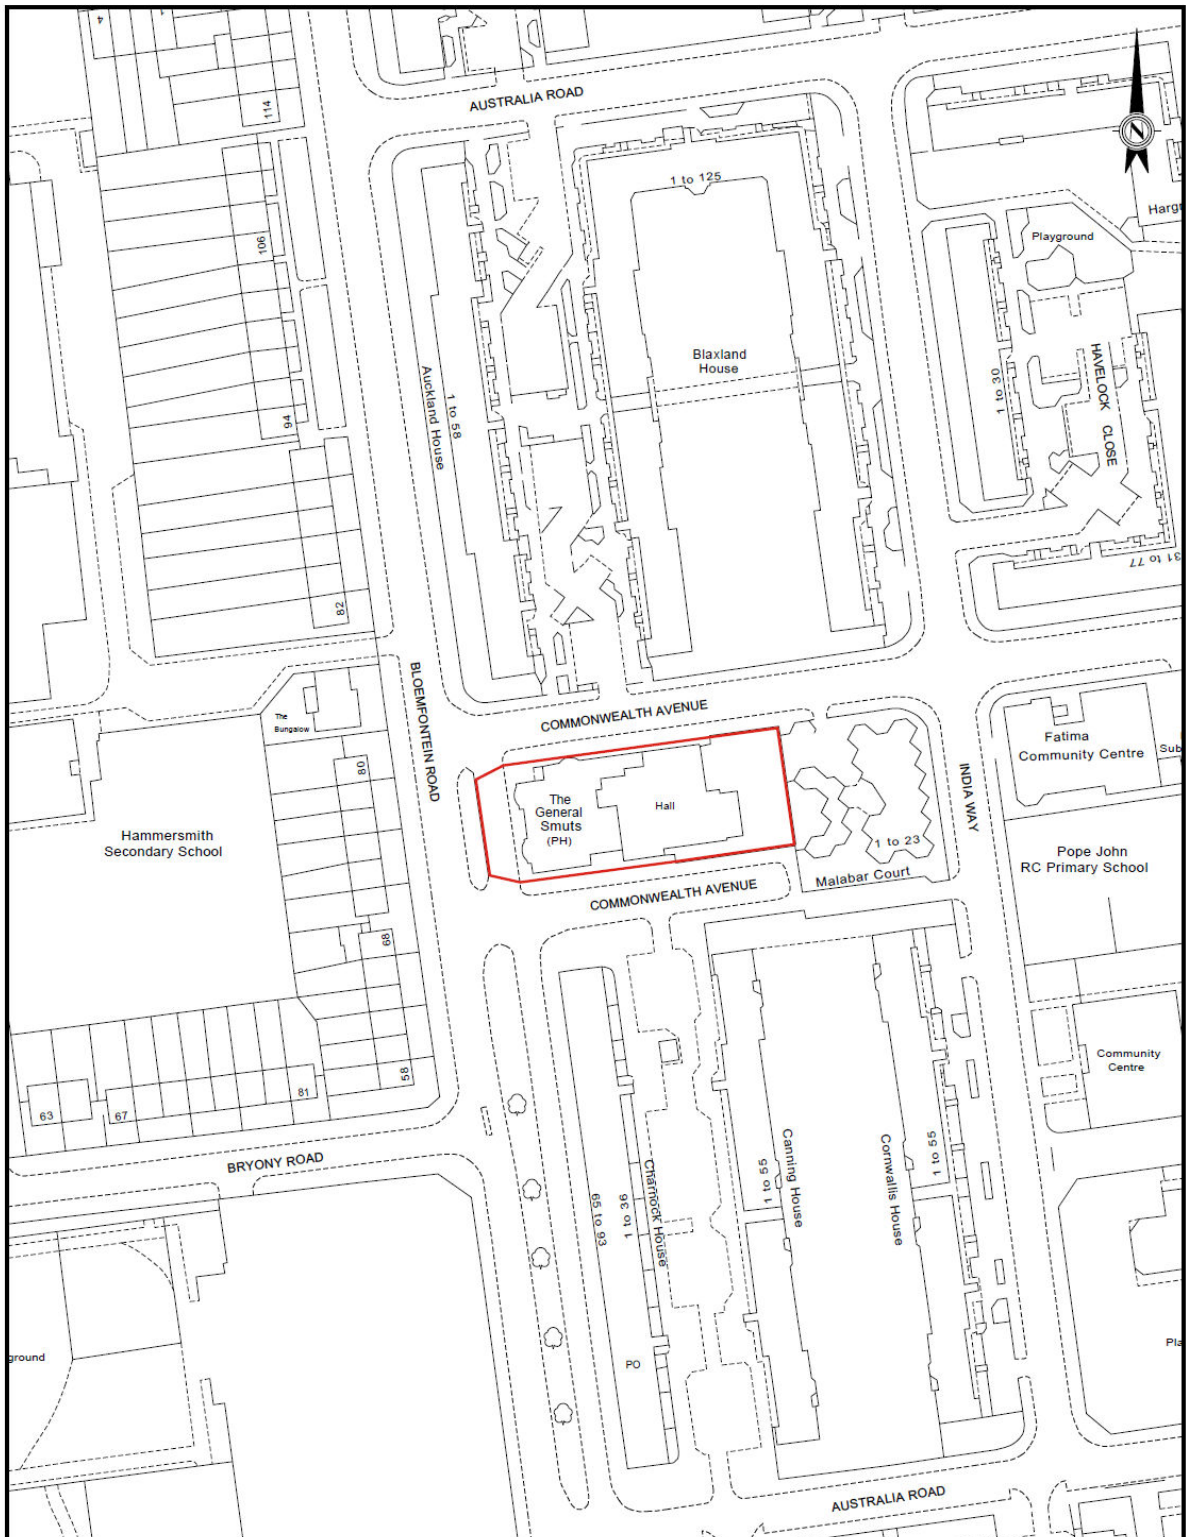 4
114
AUSTRALIA ROAD
N
1 to 125
Harg
106
Playground
Blaxland
House
HAVELOCK CLOSE
Auckland House
1 to 58
1 to 30
94
31 to 77
82
BLOEMFONTEIN ROAD
COMMONWEALTH AVENUE
The
Bungalow
Fatima
Community Centre
Sub
80
INDIA WAY
The
General
Smuts
(PH)
Hall
Hammersmith
Secondary School
1 to 23
Pope John
RC Primary School
Malabar Court
COMMONWEALTH AVENUE
68
Community
Centre
58
81
63
67
BRYONY ROAD
Canning House
1 to 55
Cornwallis House
1 to 55
Charnock House
1 to 36
65 to 93
ground
PO
Pla
AUSTRALIA ROAD